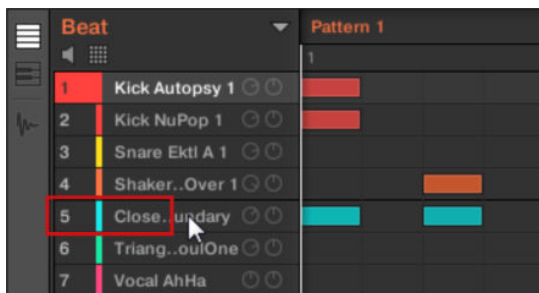 Beat
Pattern 1
1
1 Kick Autopsy 1
2 Kick NuPop 1
3 Snare Ektl A 1
4 Shaker..Over 1
5 Close..undary
6 Triang..oulOne
7 Vocal AhHa